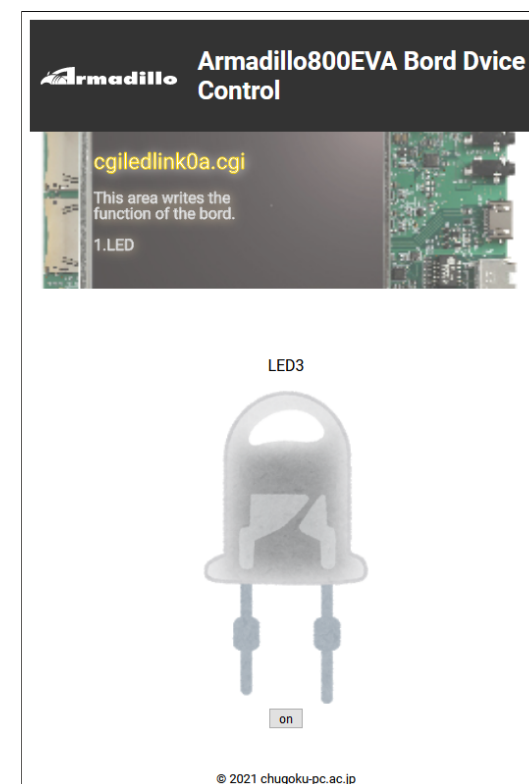 Armadillo
Armadillo800EVA Bord Dvice
Control
cgiledlink0a.cgi
This area writes the
function of the bord.
1.LED
LED3
on
© 2021 chugoku-pc.ac.jp